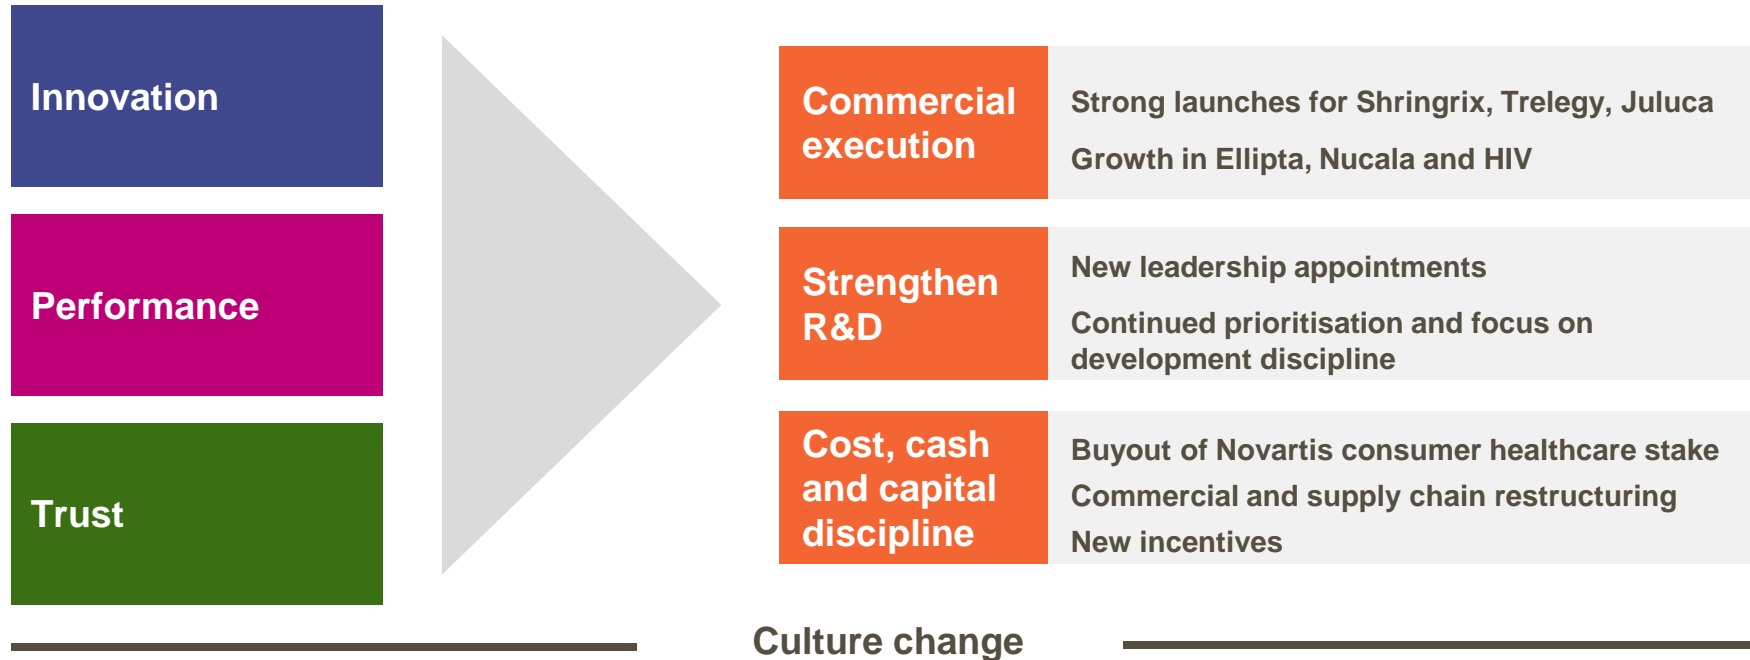 Innovation
Performance
Trust
Commercial
execution
Strong launches for Shringrix, Trelegy, Juluca
Growth in Ellipta, Nucala and HIV
Strengthen
R&D
New leadership appointments
Continued prioritisation and focus on
development discipline
Cost, cash
and capital
discipline
Buyout of Novartis consumer healthcare stake
Commercial and supply chain restructuring
New incentives
Culture change